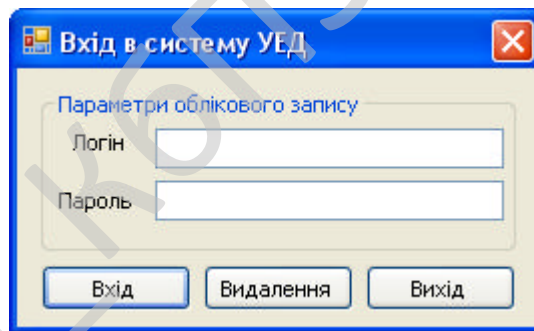 Вхід в систему УЕД
Параметри облікового запису
Логін
Пароль
Вхід Видалення Вихід